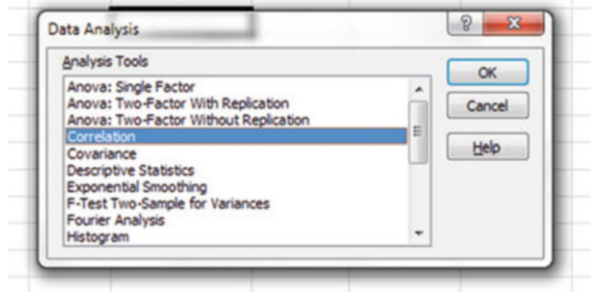 Data Analysis
Analysis Tools
Anova: Single Factor
Anova: Two-Factor With Replication
Anova: Two-Factor Without Replication
Correlation
Covariance
Descriptive Statistics
Exponential Smoothing
F-Test Two-Sample for Variances
Fourier Analysis
Histogram
OK
Cancel
Help